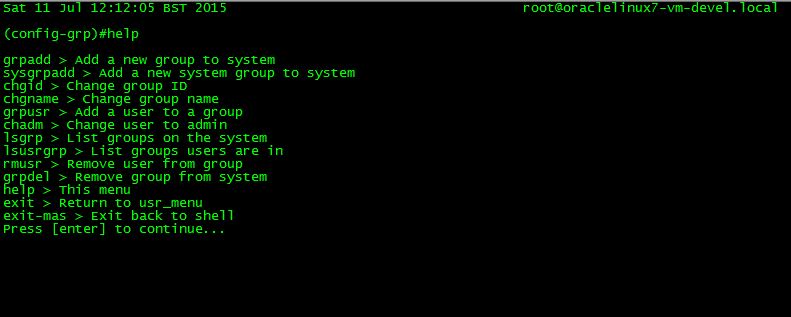 Sat 11 Jul 12:12:05 BST 2015 root@oraclelinux7-vm-devel.local
(config-grp)#help
grpadd > Add a new group to system
sysgrpadd > Add a new system group to system
chgid > Change group ID
chgname > Change group name
grpusr > Add a user to a group
chadm > Change user to admin
lsgrp > List groups on the system
lsusrgrp > List groups users are in
rmusr > Remove user from group
grpdel > Remove group from system
help > This menu
exit > Return to usr_menu
exit-mas > Exit back to shell
Press [enter] to continue...